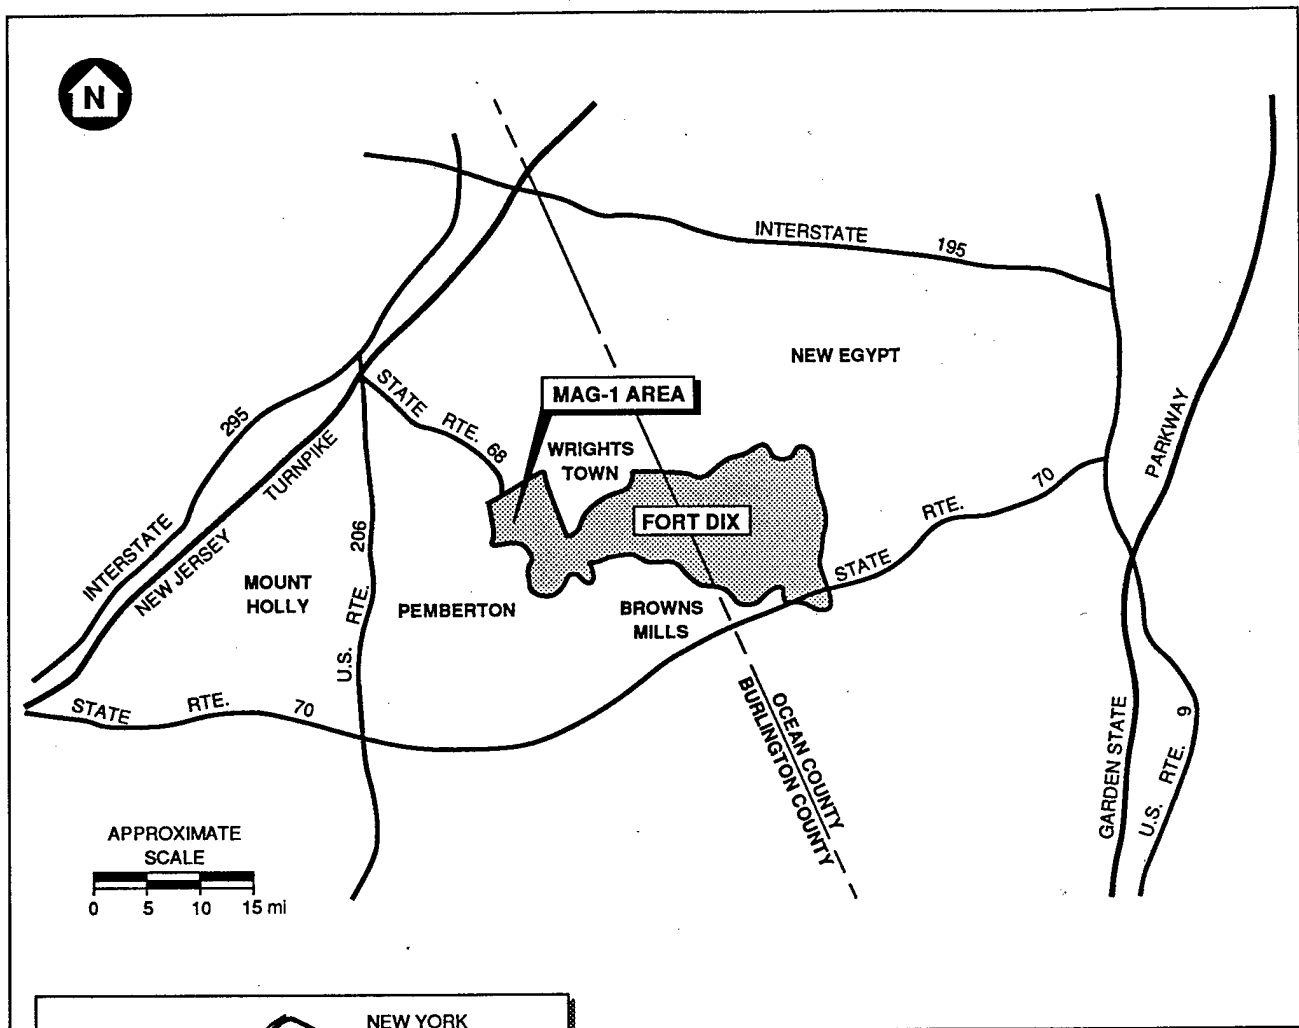 N
INTERSTATE 195
NEW EGYPT
MAG-1 AREA
STATE RTE. 68
WRIGHTS
TOWN
FORT DIX
295
INTERSTATE
NEW JERSEY TURNPIKE
MOUNT
HOLLY
U.S. RTE. 206
PEMBERTON
BROWNS
MILLS
STATE RTE. 70
STATE RTE. 70
OCEAN COUNTY
BURLINGTON COUNTY
GARDEN STATE PARKWAY
U.S. RTE. 9
APPROXIMATE
SCALE
0 5 10 15 mi
NEW YORK